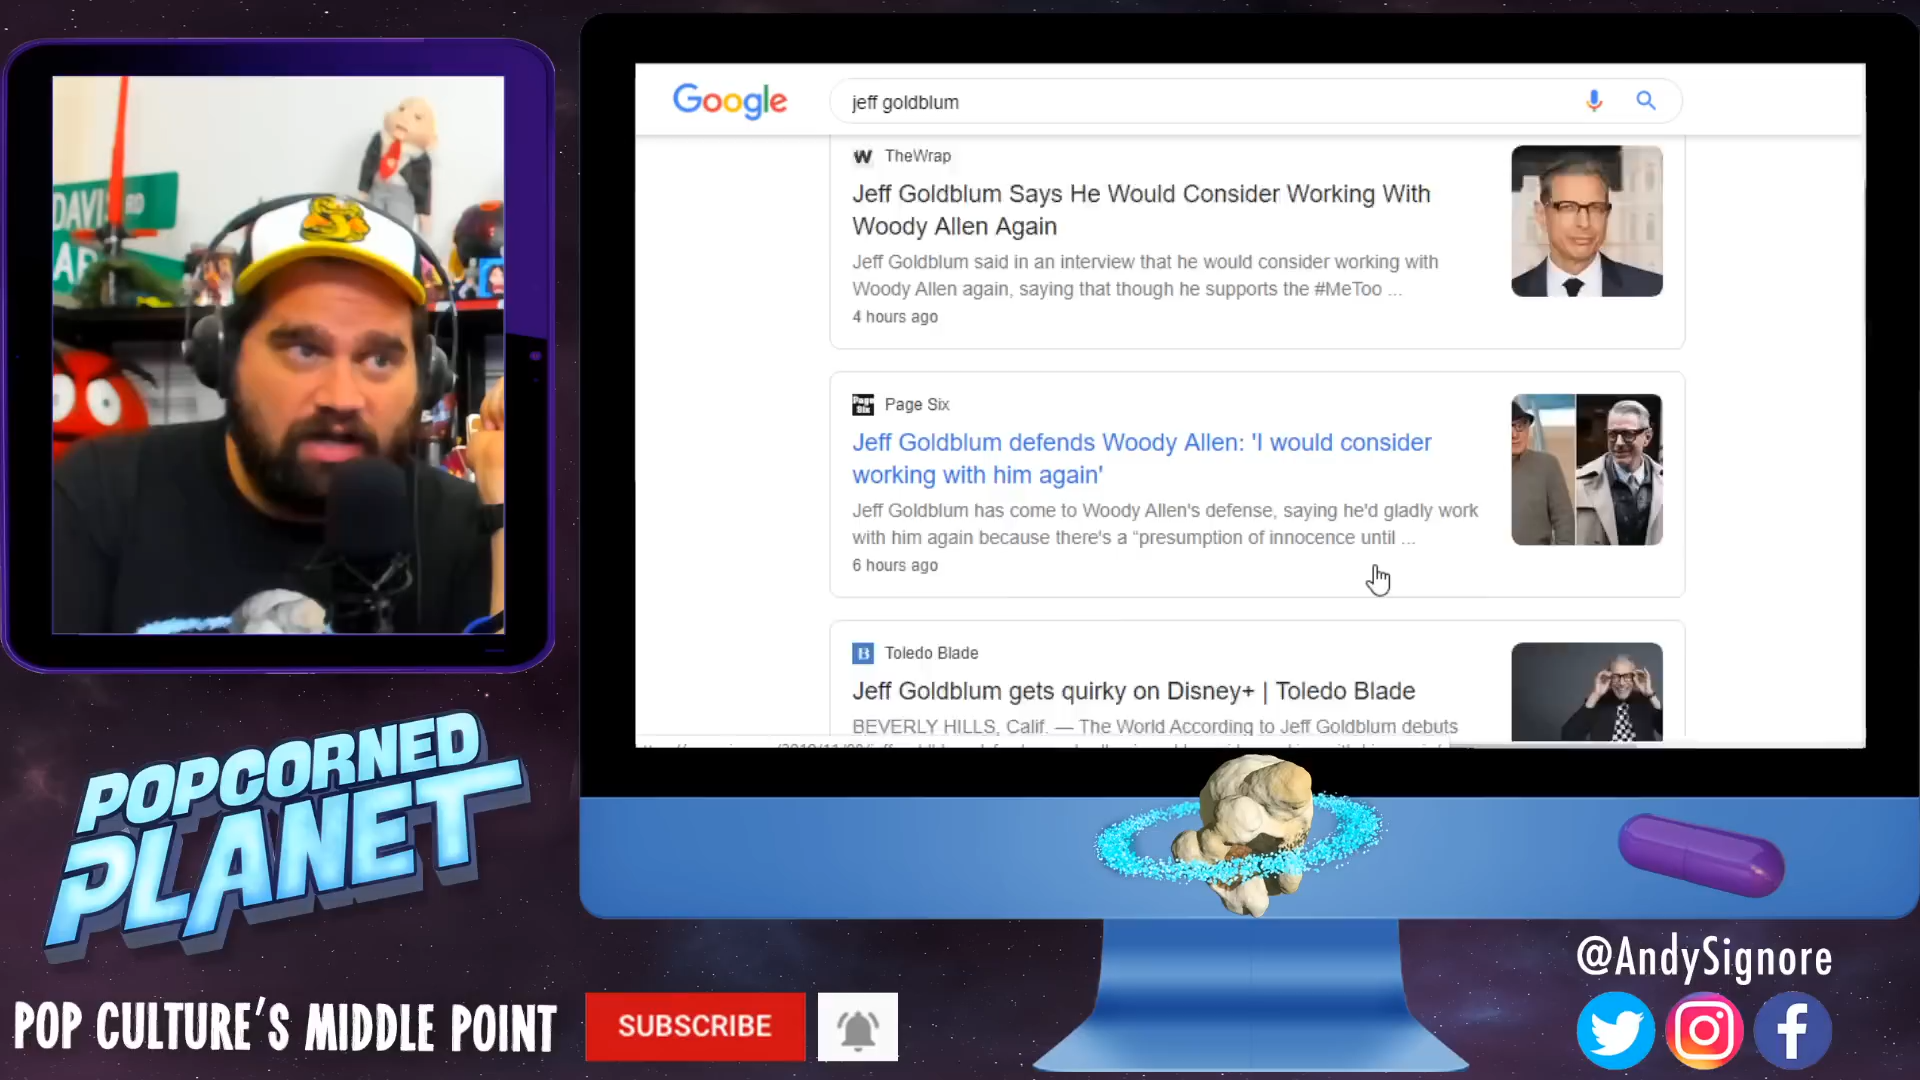 DAVI
RD
AR
Google
jeff goldblum
W TheWrap
Jeff Goldblum Says He Would Consider Working With
Woody Allen Again
Jeff Goldblum said in an interview that he would consider working with
Woody Allen again, saying that though he supports the #MeToo ...
4 hours ago
Page Six Page Six
Jeff Goldblum defends Woody Allen: 'I would consider
working with him again'
Jeff Goldblum has come to Woody Allen's defense, saying he'd gladly work
with him again because there's a "presumption of innocence until ...
6 hours ago
B Toledo Blade
Jeff Goldblum gets quirky on Disney+ | Toledo Blade
BEVERLY HILLS, Calif. — The World According to Jeff Goldblum debuts
POPCORNED
PLANET
POP CULTURE'S MIDDLE POINT
SUBSCRIBE
@AndySignore